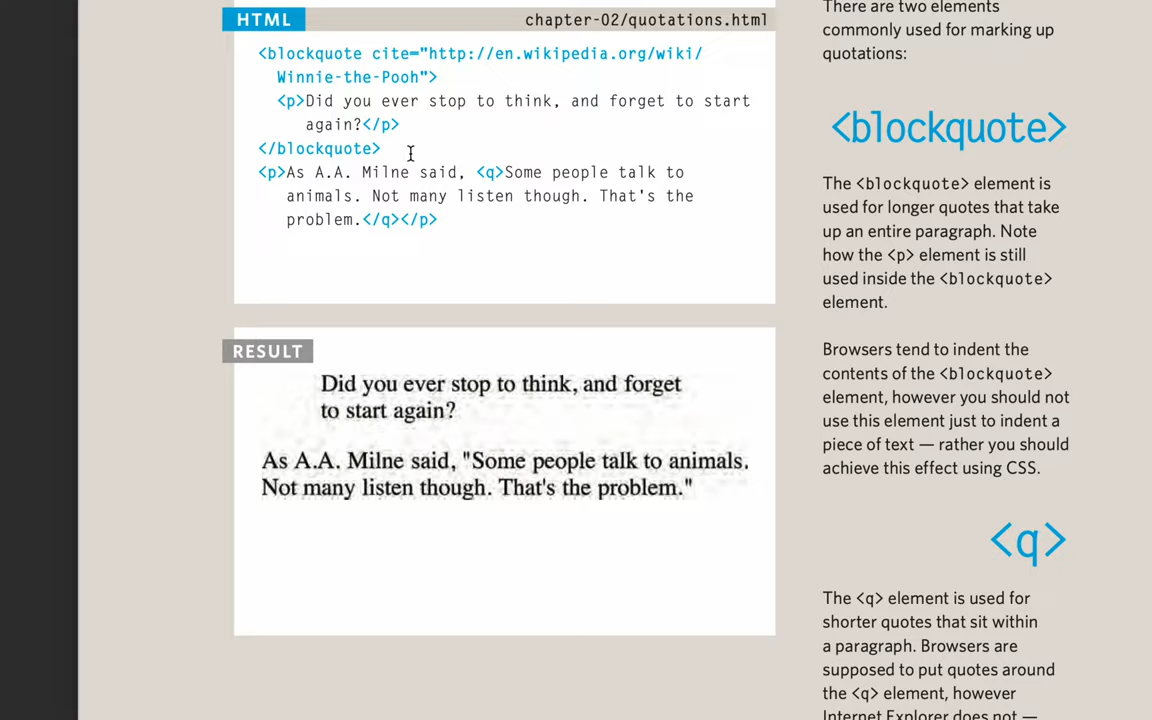 HTML
chapter-02/quotations.html
<blockquote cite="http://en.wikipedia.org/wiki/
Winnie-the-Pooh">
<p>Did you ever stop to think, and forget to start
again?</p>
</blockquote>
<p>As A.A. Milne said, <q>Some people talk to
animals. Not many listen though. That's the
problem.</q></p>
RESULT
Did you ever stop to think, and forget
to start again?
As A.A. Milne said, "Some people talk to animals.
Not many listen though. That's the problem."
There are two elements
commonly used for marking up
quotations:
<blockquote>
The <blockquote> element is
used for longer quotes that take
up an entire paragraph. Note
how the <p> element is still
used inside the <blockquote>
element.
Browsers tend to indent the
contents of the <blockquote>
element, however you should not
use this element just to indent a
piece of text — rather you should
achieve this effect using CSS.
<q>
The <q> element is used for
shorter quotes that sit within
a paragraph. Browsers are
supposed to put quotes around
the <q> element, however
Internet Explorer does not —